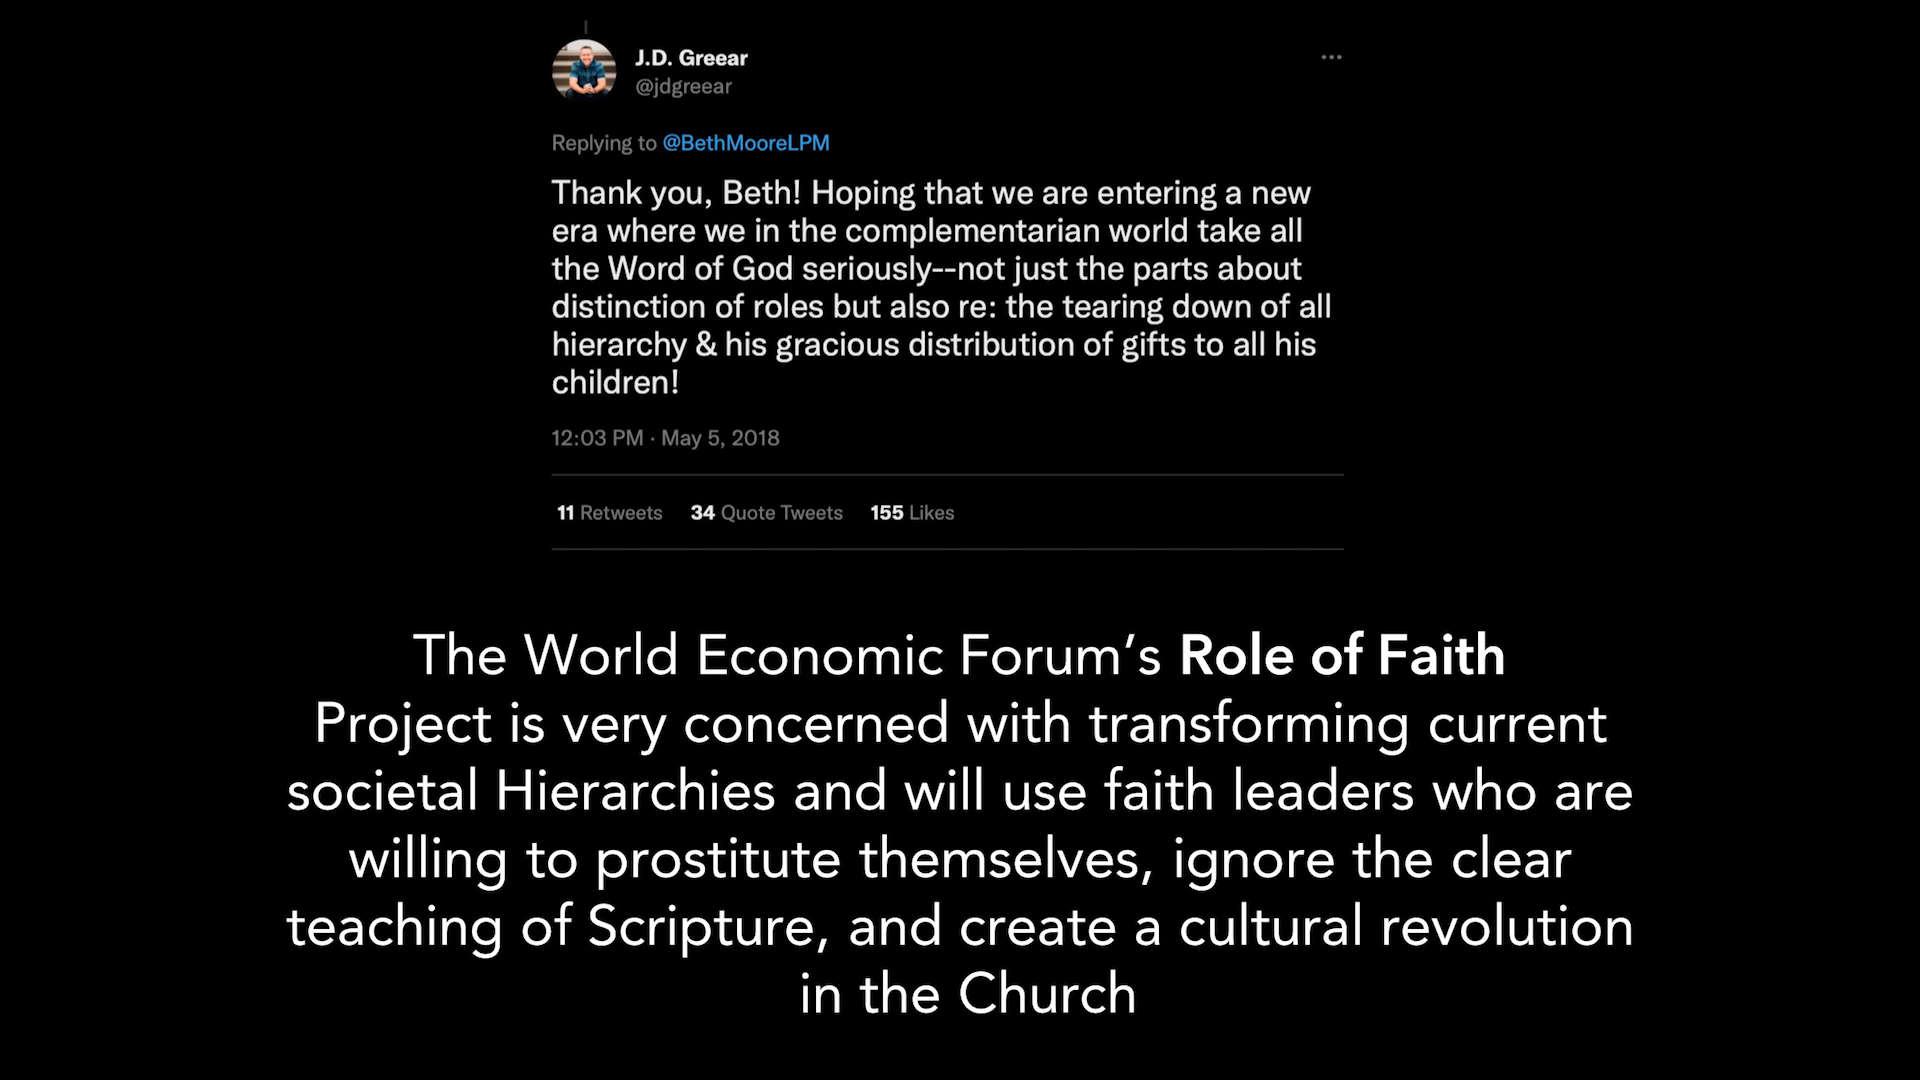 J.D. Greear
@jdgreear
Replying to @BethMooreLPM
Thank you, Beth! Hoping that we are entering a new
era where we in the complementarian world take all
the Word of God seriously--not just the parts about
distinction of roles but also re: the tearing down of all
hierarchy & his gracious distribution of gifts to all his
children!
12:03 PM · May 5, 2018
11 Retweets 34 Quote Tweets 155 Likes
The World Economic Forum’s Role of Faith
Project is very concerned with transforming current
societal Hierarchies and will use faith leaders who are
willing to prostitute themselves, ignore the clear
teaching of Scripture, and create a cultural revolution
in the Church